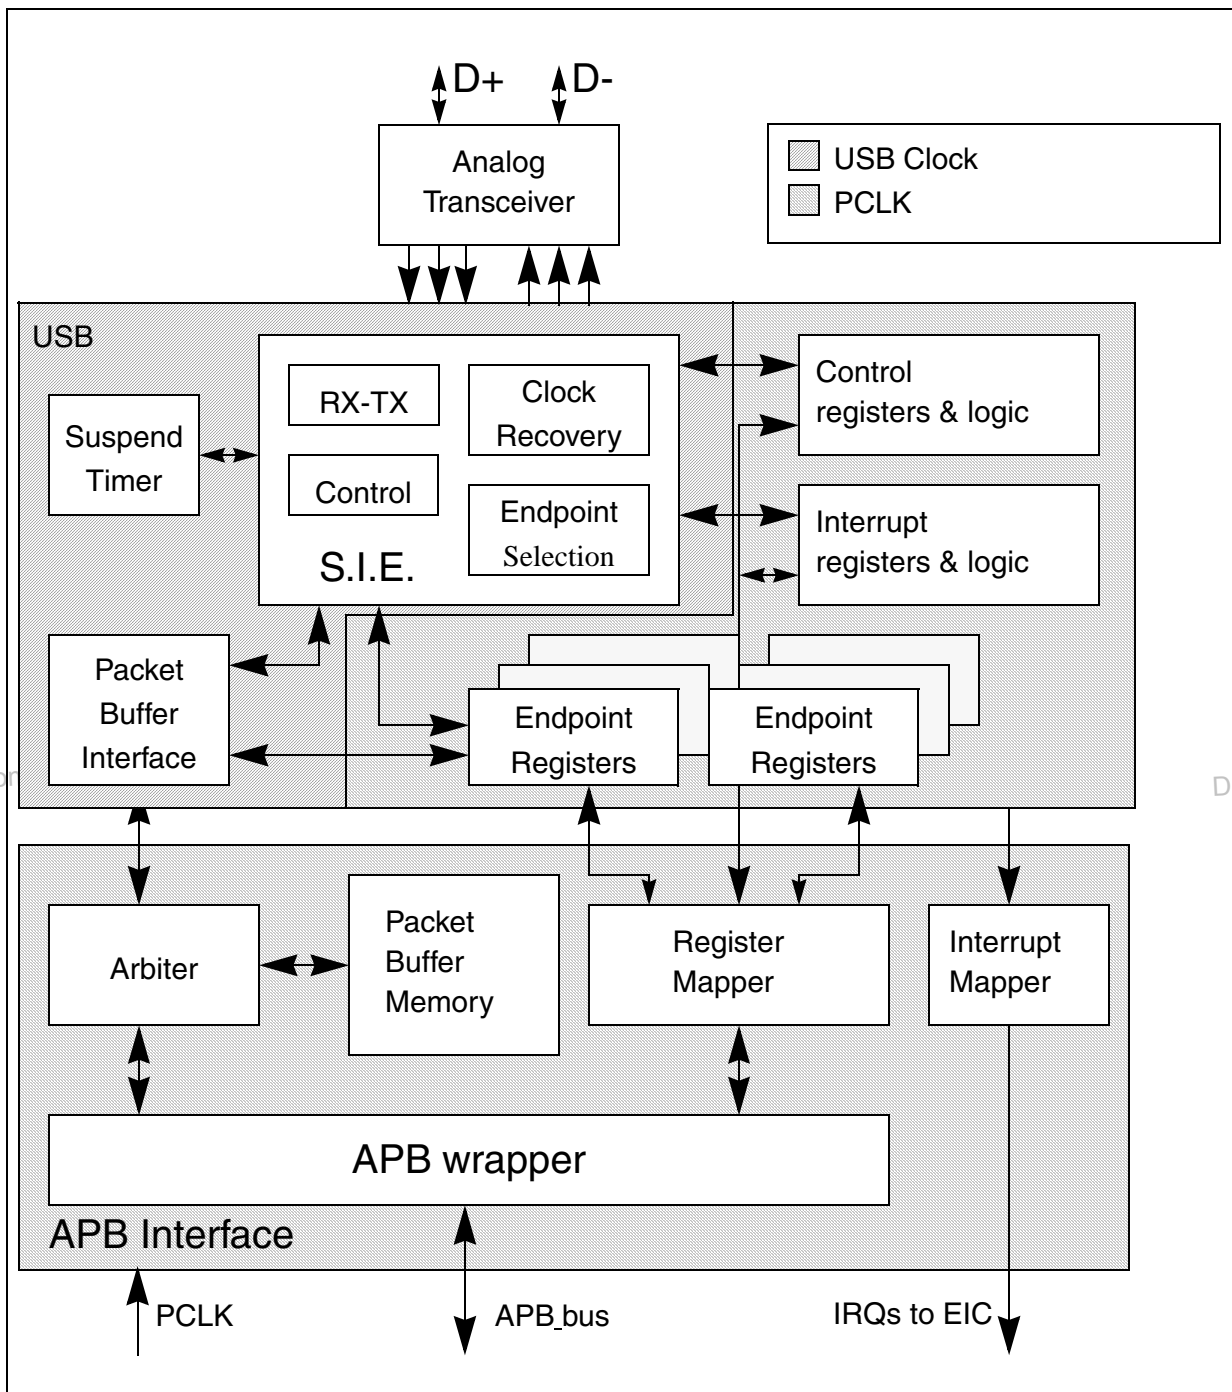 D+ D-
Analog
Transceiver
USB Clock
PCLK
USB
RX-TX
Clock
Recovery
Control
registers & logic
Suspend
Timer
Control
Endpoint
Selection
S.I.E.
Interrupt
registers & logic
Packet
Buffer
Interface
Endpoint
Registers
Endpoint
Registers
Arbiter
Packet
Buffer
Memory
Register
Mapper
Interrupt
Mapper
APB wrapper
APB Interface
PCLK
APB_bus
IRQs to EIC